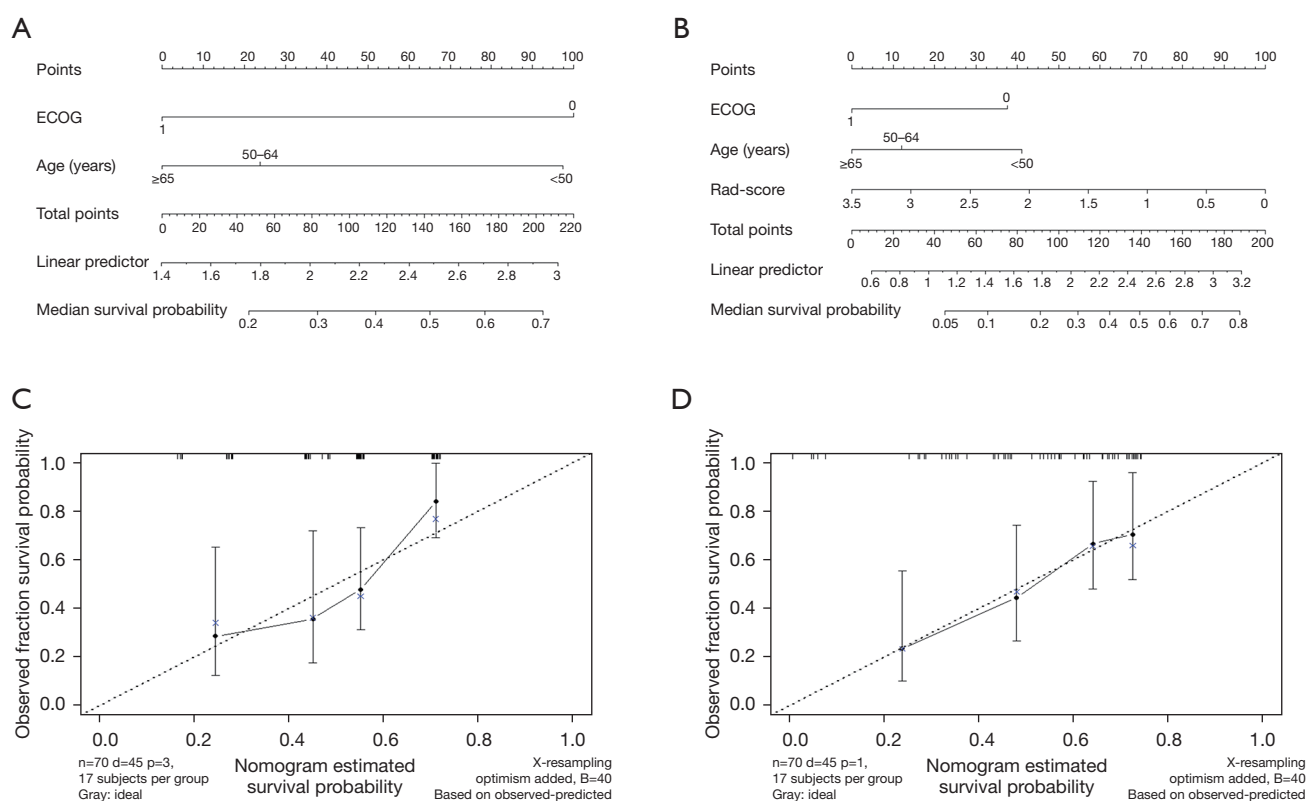 A
Points
0 10 20 30 40 50 60 70 80 90 100
ECOG
0
1
Age (years)
50–64
≥65 <50
Total points
0 20 40 60 80 100 120 140 160 180 200 220
Linear predictor
1.4 1.6 1.8 2 2.2 2.4 2.6 2.8 3
Median survival probability
0.2 0.3 0.4 0.5 0.6 0.7
B
Points
0 10 20 30 40 50 60 70 80 90 100
ECOG
0
1
Age (years)
50–64
≥65 <50
Rad-score
3.5 3 2.5 2 1.5 1 0.5 0
Total points
0 20 40 60 80 100 120 140 160 180 200
Linear predictor
0.6 0.8 1 1.2 1.4 1.6 1.8 2 2.2 2.4 2.6 2.8 3 3.2
Median survival probability
0.05 0.1 0.2 0.3 0.4 0.5 0.6 0.7 0.8
C
Observed fraction survival probability
1.0
0.8
0.6
0.4
0.2
0.0
0.0 0.2 0.4 0.6 0.8 1.0
n=70 d=45 p=3,
17 subjects per group
Gray: ideal
Nomogram estimated
survival probability
X-resampling
optimism added, B=40
Based on observed-predicted
D
Observed fraction survival probability
1.0
0.8
0.6
0.4
0.2
0.0
0.0 0.2 0.4 0.6 0.8 1.0
n=70 d=45 p=1,
17 subjects per group
Gray: ideal
Nomogram estimated
survival probability
X-resampling
optimism added, B=40
Based on observed-predicted